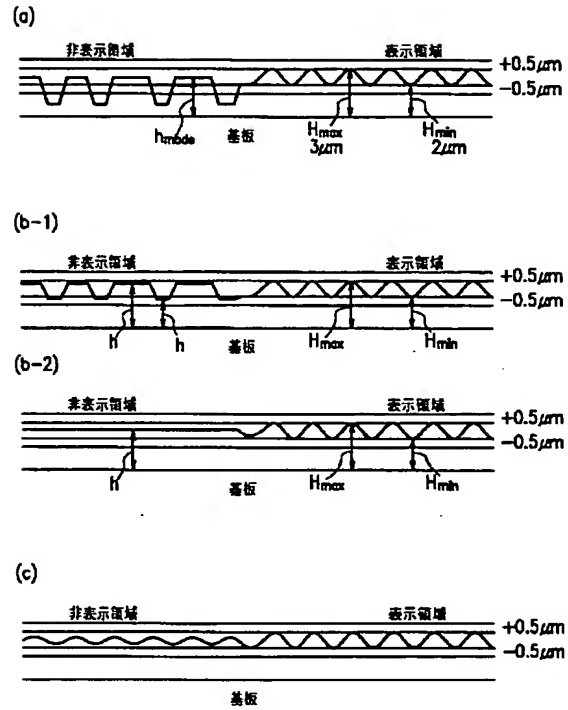 (a)
非表示領域 表示領域
+0.5μm
-0.5μm
hmode 基板 Hmax 3μm Hmin 2μm
(b-1)
非表示領域 表示領域
+0.5μm
-0.5μm
h h 基板 Hmax Hmin
(b-2)
非表示領域 表示領域
+0.5μm
-0.5μm
h 基板 Hmax Hmin
(c)
非表示領域 表示領域
+0.5μm
-0.5μm
基板